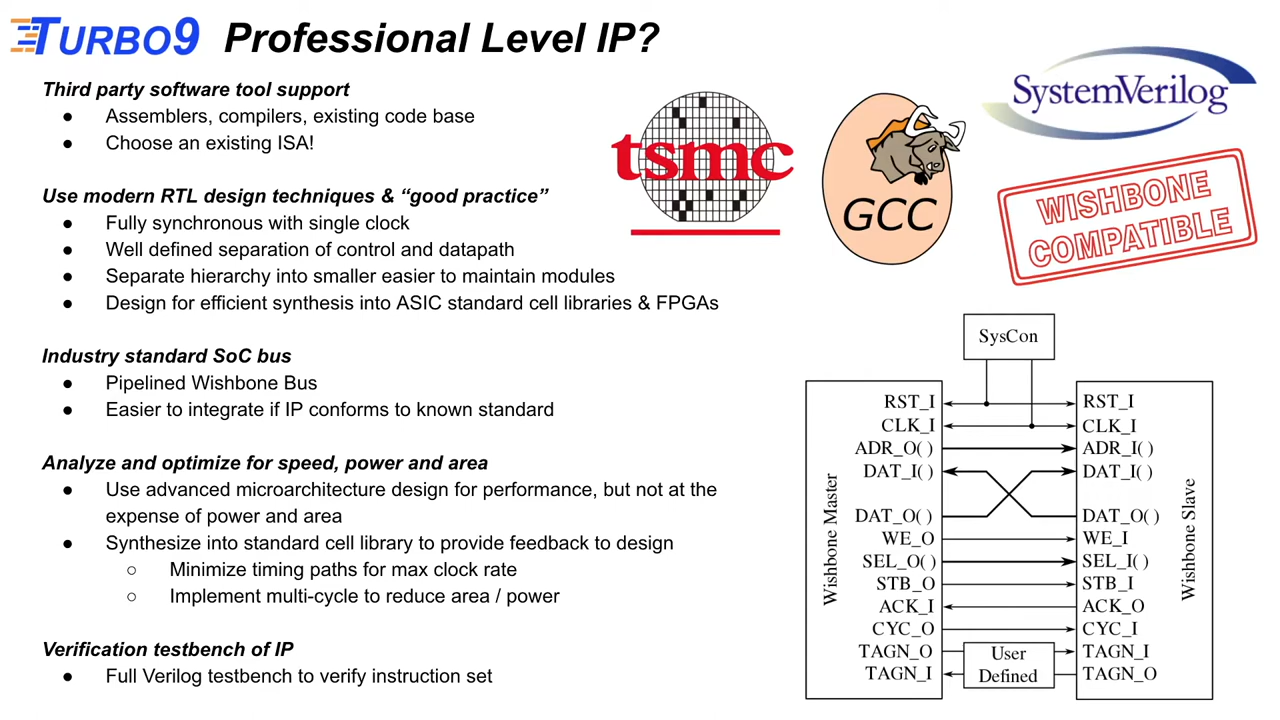 TURBO9 Professional Level IP?
Third party software tool support
● Assemblers, compilers, existing code base
● Choose an existing ISA!
Use modern RTL design techniques & “good practice”
● Fully synchronous with single clock
● Well defined separation of control and datapath
● Separate hierarchy into smaller easier to maintain modules
● Design for efficient synthesis into ASIC standard cell libraries & FPGAs
Industry standard SoC bus
● Pipelined Wishbone Bus
● Easier to integrate if IP conforms to known standard
Analyze and optimize for speed, power and area
● Use advanced microarchitecture design for performance, but not at the
expense of power and area
● Synthesize into standard cell library to provide feedback to design
○ Minimize timing paths for max clock rate
○ Implement multi-cycle to reduce area / power
Verification testbench of IP
● Full Verilog testbench to verify instruction set
tsmc
GCC
SystemVerilog
WISHBONE
COMPATIBLE
SysCon
Wishbone Master
RST_I
CLK_I
ADR_O( )
DAT_I( )
DAT_O( )
WE_O
SEL_O( )
STB_O
ACK_I
CYC_O
TAGN_O
TAGN_I
User
Defined
RST_I
CLK_I
ADR_I( )
DAT_I( )
DAT_O( )
WE_I
SEL_I( )
STB_I
ACK_O
CYC_I
TAGN_I
TAGN_O
Wishbone Slave